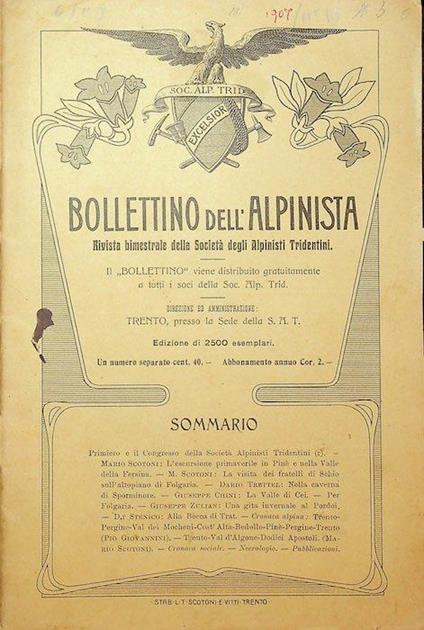 1907
SOC. ALP. TRID.
EXCELSIOR
BOLLETTINO DELL'ALPINISTA
Rivista bimestrale della Società degli Alpinisti Tridentini.
Il „BOLLETTINO" viene distribuito gratuitamente
a tutti i soci della Soc. Alp. Trid.
DIREZIONE ED AMMINISTRAZIONE:
TRENTO, presso la Sede della S. A. T.
Edizione di 2500 esemplari.
Un numero separato cent. 40. — Abbonamento annuo Cor. 2.—
SOMMARIO
Primiero e il Congresso della Società Alpinisti Tridentini (r). —
MARIO SCOTONI: L'escursione primaverile in Pinè e nella Valle
della Fersina. — M. SCOTONI: La visita dei fratelli di Schio
sull'altopiano di Folgaria. — DARIO TRETTEL: Nella caverna
di Sporminore. — GIUSEPPE CHINI: La Valle di Cei. — Per
Folgaria. — GIUSEPPE ZULIAN: Una gita invernale al Pordoi,
— D.r STENICO: Alla Bocca di Trat. — Cronaca alpina: Trento-
Pergine-Val dei Mocheni-Cost'Alta-Bedollo-Pinè-Pergine-Trento
(PIO GIOVANNINI). — Trento-Val d'Algone-Dodici Apostoli. (MA-
RIO SCOTONI). — Cronaca sociale. — Necrologio. — Pubblicazioni.
STAB. L. T. SCOTONI E VITTI - TRENTO